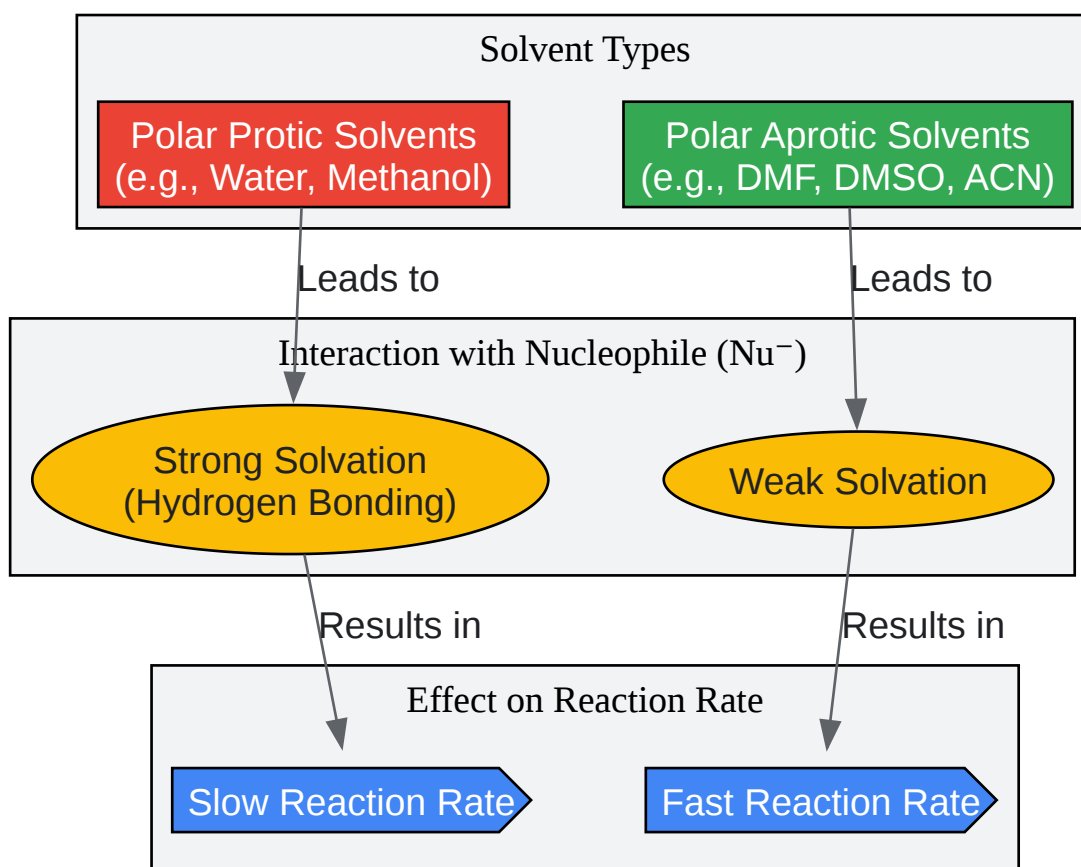 Solvent Types
Polar Protic Solvents
(e.g., Water, Methanol)
Polar Aprotic Solvents
(e.g., DMF, DMSO, ACN)
Leads to
Leads to
Interaction with Nucleophile (Nu⁻)
Strong Solvation
(Hydrogen Bonding)
Weak Solvation
Results in
Results in
Effect on Reaction Rate
Slow Reaction Rate
Fast Reaction Rate